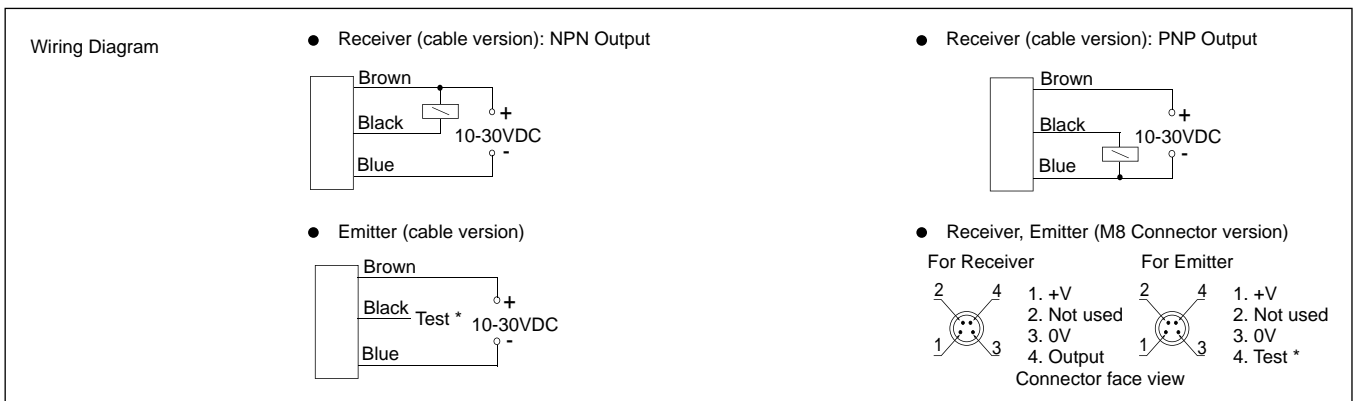 Wiring Diagram
● Receiver (cable version): NPN Output
Brown
Black
Blue
+
10-30VDC
-
● Receiver (cable version): PNP Output
Brown
Black
Blue
+
10-30VDC
-
● Emitter (cable version)
Brown
Black
Test *
Blue
+
10-30VDC
-
● Receiver, Emitter (M8 Connector version)
For Receiver
2 4
1 3
1. +V
2. Not used
3. 0V
4. Output
For Emitter
2 4
1 3
1. +V
2. Not used
3. 0V
4. Test *
Connector face view